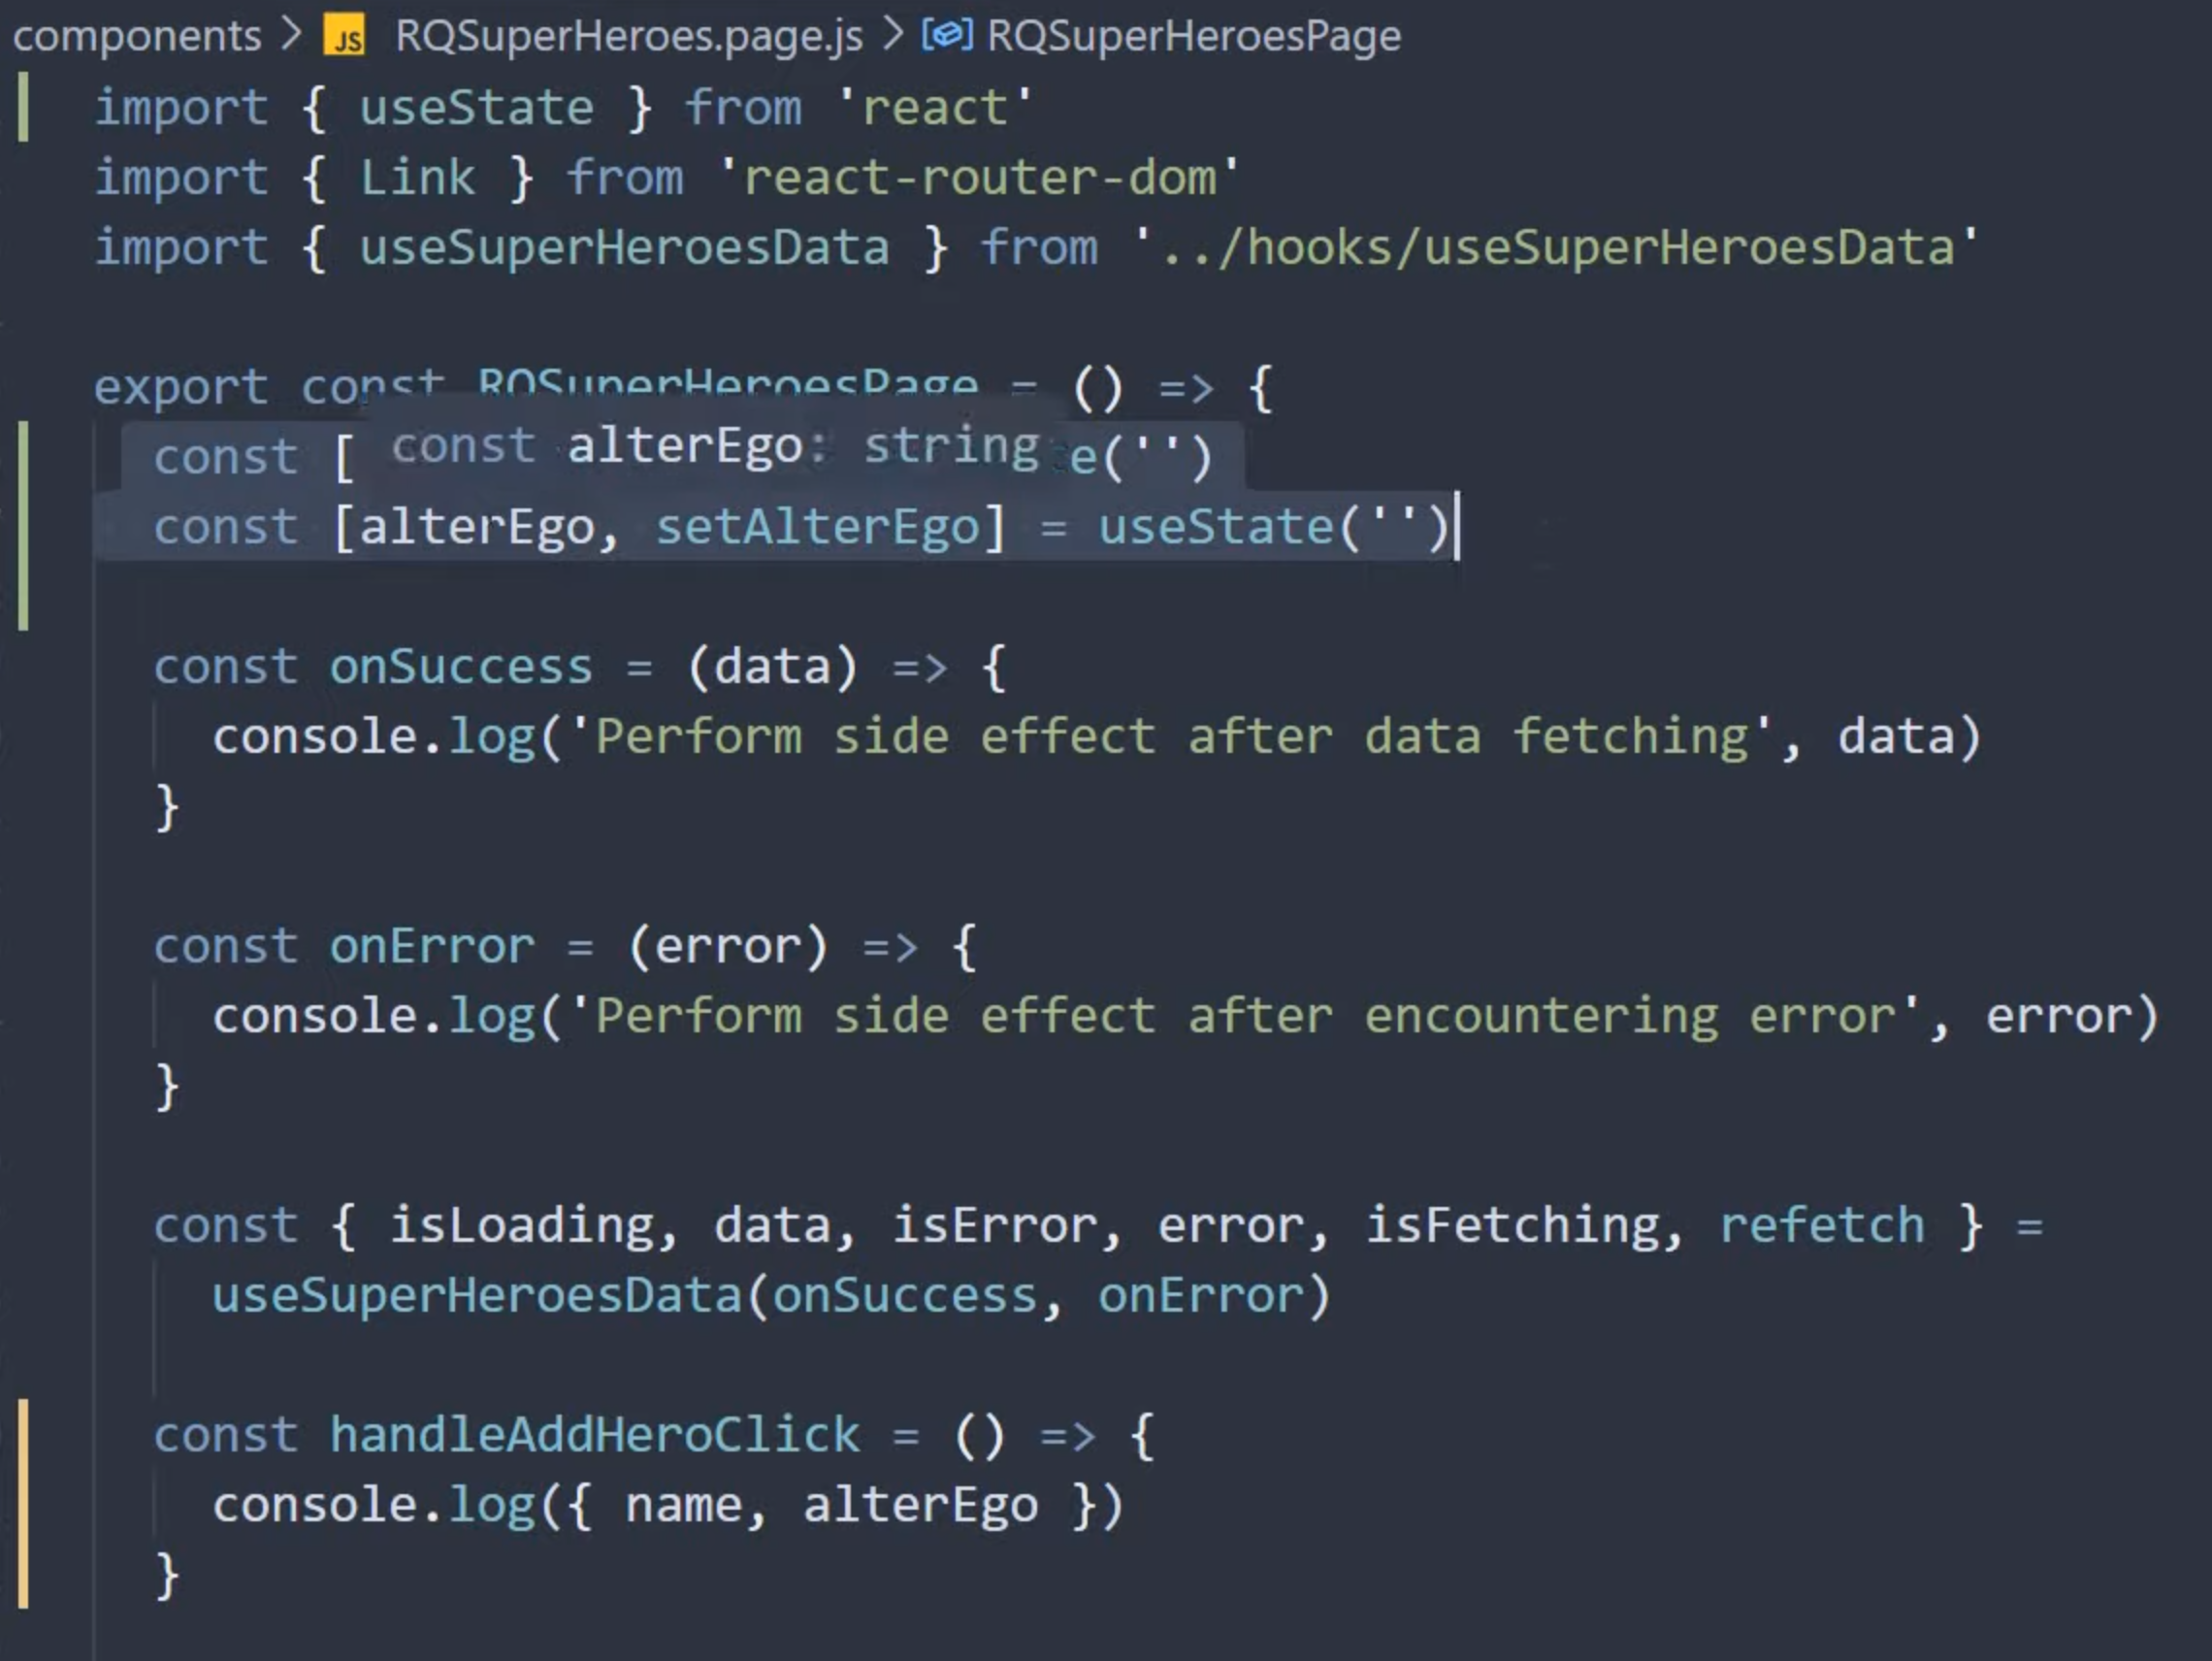 components > JS RQSuperHeroes.page.js > RQSuperHeroesPage
import { useState } from 'react'
import { Link } from 'react-router-dom'
import { useSuperHeroesData } from '../hooks/useSuperHeroesData'
export const RQSuperHeroesPage = () => {
const [ const alterEgo: string e('')
const [alterEgo, setAlterEgo] = useState('')
const onSuccess = (data) => {
console.log('Perform side effect after data fetching', data)
}
const onError = (error) => {
console.log('Perform side effect after encountering error', error)
}
const { isLoading, data, isError, error, isFetching, refetch } =
useSuperHeroesData(onSuccess, onError)
const handleAddHeroClick = () => {
console.log({ name, alterEgo })
}